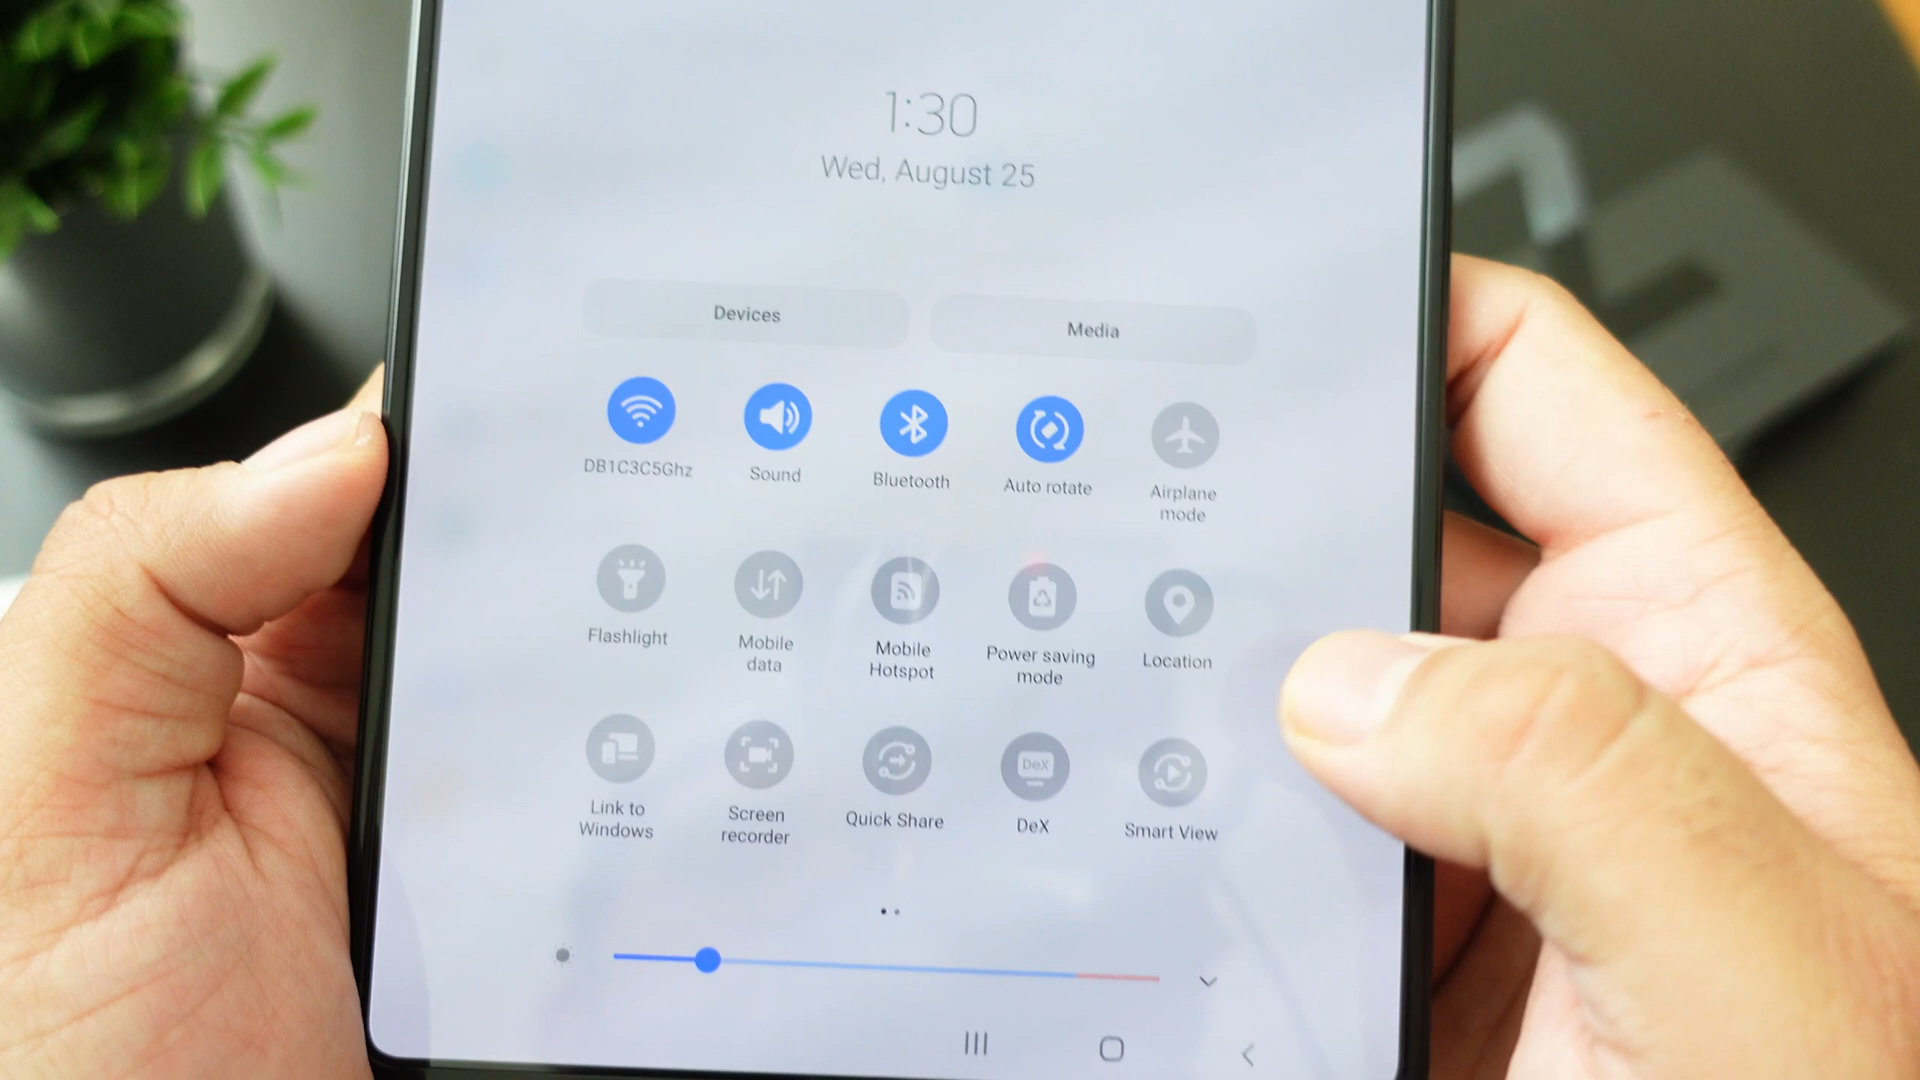 1:30
Wed, August 25
Devices
Media
DB1C3C5Ghz
Sound
Bluetooth
Auto rotate
Airplane
mode
Flashlight
Mobile
data
Mobile
Hotspot
Power saving
mode
Location
Link to
Windows
Screen
recorder
Quick Share
DeX
DeX
Smart View